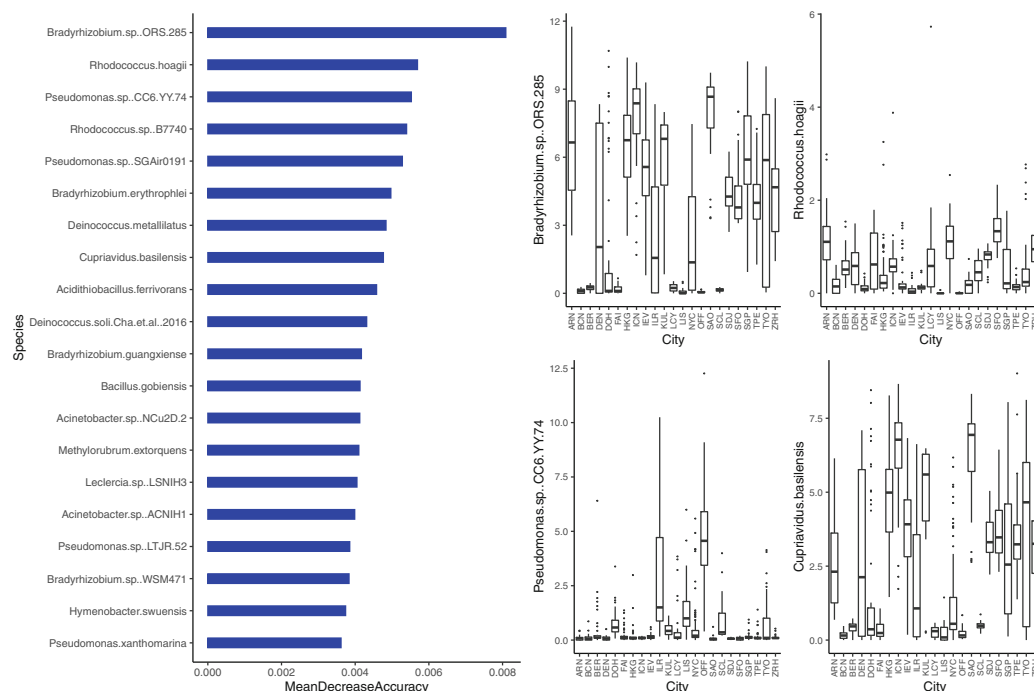 Species
Bradyrhizobium.sp..ORS.285
Rhodococcus.hoagii
Pseudomonas.sp..CC6.YY.74
Rhodococcus.sp..B7740
Pseudomonas.sp..SGAir0191
Bradyrhizobium.erythrophlei
Deinococcus.metallilatus
Cupriavidus.basilensis
Acidithiobacillus.ferrivorans
Deinococcus.soli.Cha.et.al..2016
Bradyrhizobium.guangxiense
Bacillus.gobiensis
Acinetobacter.sp..NCu2D.2
Methylorubrum.extorquens
Leclercia.sp..LSNIH3
Acinetobacter.sp..ACNIH1
Pseudomonas.sp..LTJR.52
Bradyrhizobium.sp..WSM471
Hymenobacter.swuensis
Pseudomonas.xanthomarina
0.000 0.002 0.004 0.006 0.008
MeanDecreaseAccuracy
Bradyrhizobium.sp..ORS.285
12
9
6
3
0
ARN BCN BER DEN DOH FAI HKG ICN IEV ILR KUL LCY LIS NYC OFF SAO SCL SDJ SFO SGP TPE TYO ZRH
City
Rhodococcus.hoagii
6
4
2
0
ARN BCN BER DEN DOH FAI HKG ICN IEV ILR KUL LCY LIS NYC OFF SAO SCL SDJ SFO SGP TPE TYO
City
Pseudomonas.sp..CC6.YY.74
12.5
10.0
7.5
5.0
2.5
0.0
ARN BCN BER DEN DOH FAI HKG ICN IEV ILR KUL LCY LIS NYC OFF SAO SCL SDJ SFO SGP TPE TYO ZRH
City
Cupriavidus.basilensis
7.5
5.0
2.5
0.0
ARN BCN BER DEN DOH FAI HKG ICN IEV ILR KUL LCY LIS NYC OFF SAO SCL SDJ SFO SGP TPE TYO
City